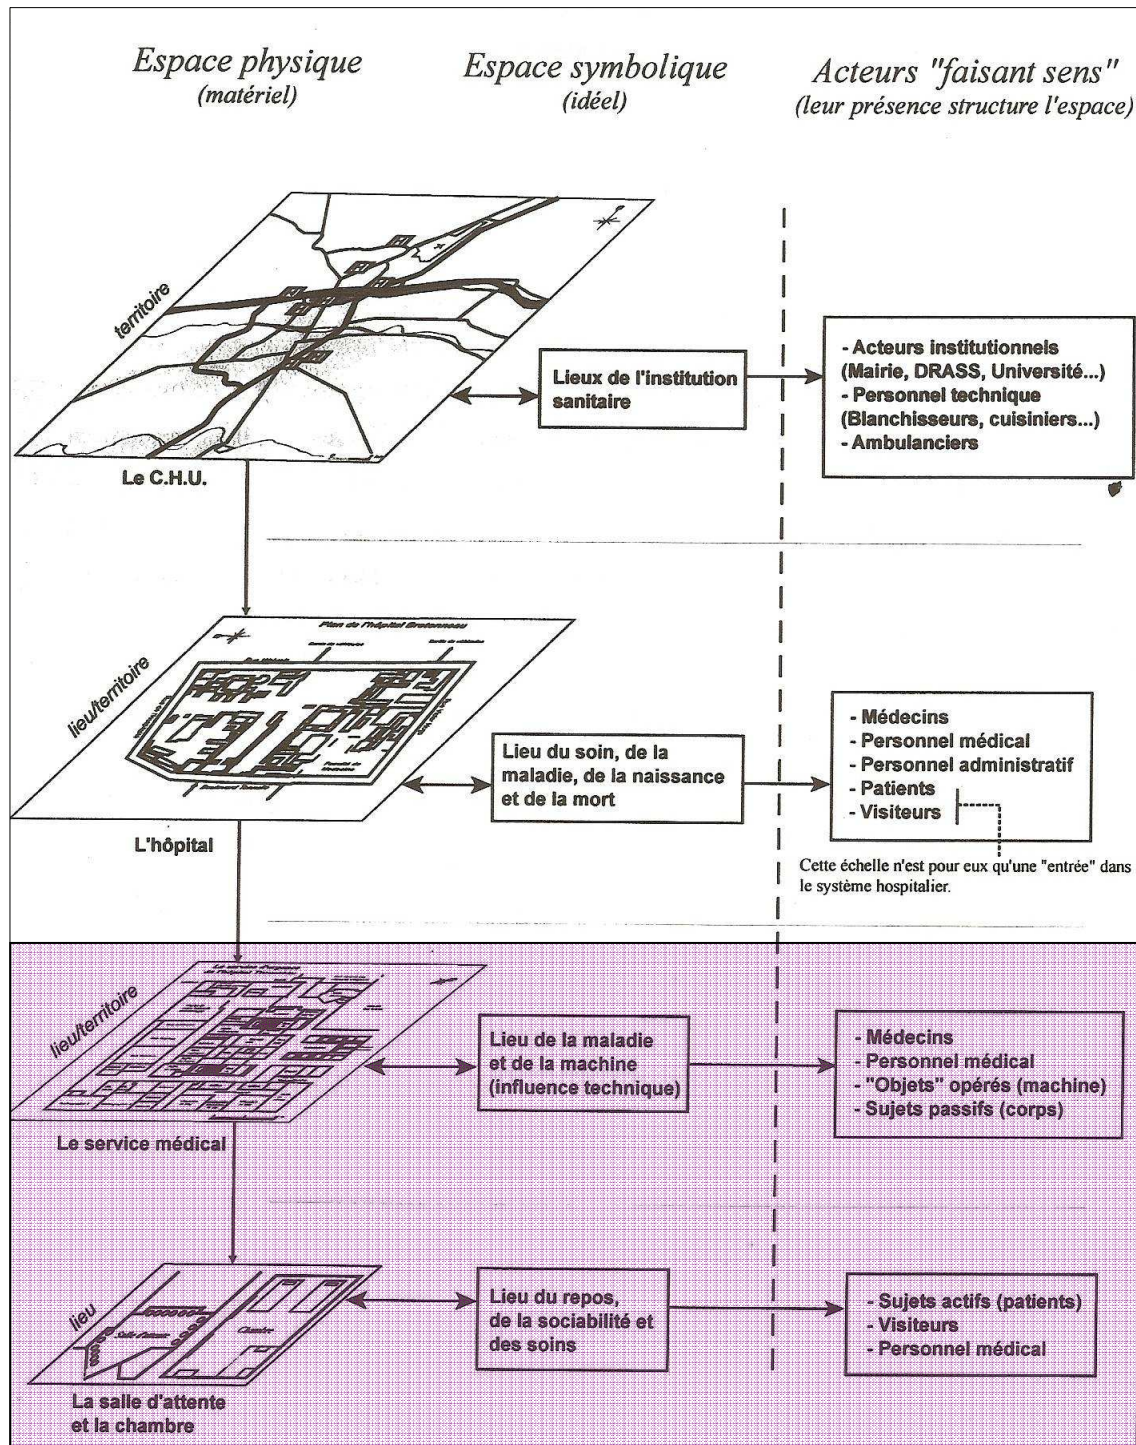 Espace physique
(matériel)
Espace symbolique
(idéel)
Acteurs "faisant sens"
(leur présence structure l'espace)
territoire
Le C.H.U.
Lieux de l'institution
sanitaire
- Acteurs institutionnels
(Mairie, DRASS, Université...)
- Personnel technique
(Blanchisseurs, cuisiniers...)
- Ambulanciers
lieu/territoire
Plan de l'hôpital Bretonneau
L'hôpital
Lieu du soin, de la
maladie, de la naissance
et de la mort
- Médecins
- Personnel médical
- Personnel administratif
- Patients
- Visiteurs
Cette échelle n'est pour eux qu'une "entrée" dans
le système hospitalier.
lieu/territoire
Le service médical
Lieu de la maladie
et de la machine
(influence technique)
- Médecins
- Personnel médical
- "Objets" opérés (machine)
- Sujets passifs (corps)
lieu
Salle d'attente
Chambre
La salle d'attente
et la chambre
Lieu du repos,
de la sociabilité et
des soins
- Sujets actifs (patients)
- Visiteurs
- Personnel médical